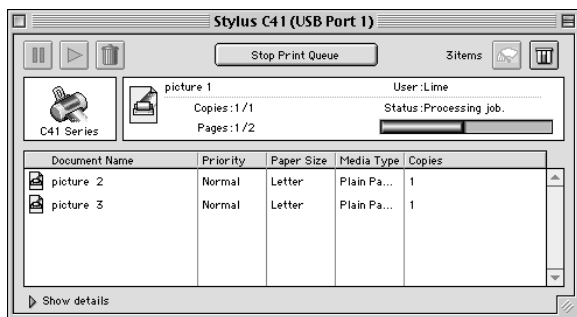 Stylus C41 (USB Port 1)
Stop Print Queue
3items
C41 Series
picture 1
User:Lime
Copies:1/1
Status:Processing job.
Pages:1/2
Document Name Priority Paper Size Media Type Copies
picture 2 Normal Letter Plain Pa... 1
picture 3 Normal Letter Plain Pa... 1
Show details